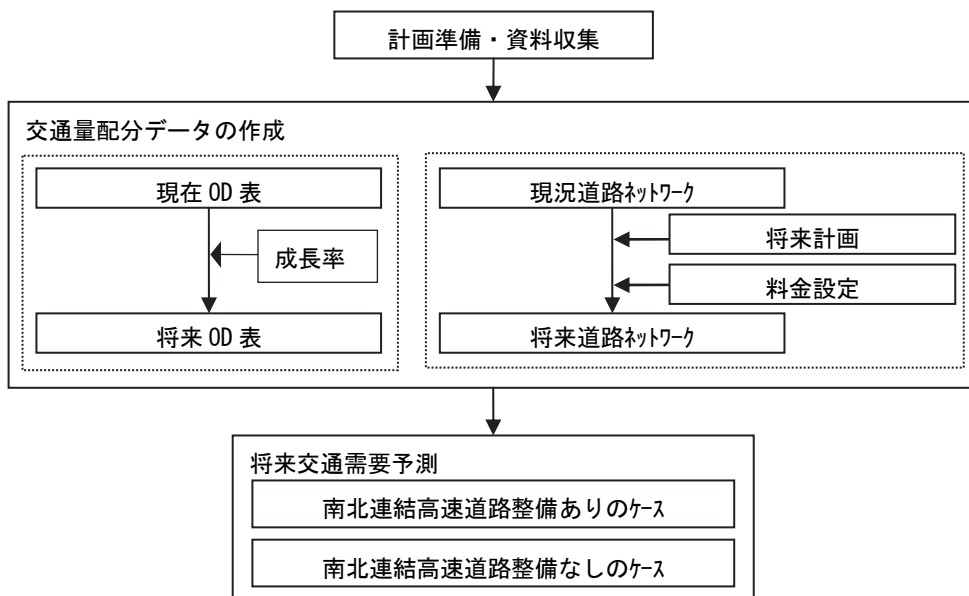 計画準備・資料収集
交通量配分データの作成
現在 OD 表
成長率
将来 OD 表
現況道路ﾈｯﾄﾜｰｸ
将来計画
料金設定
将来道路ﾈｯﾄﾜｰｸ
将来交通需要予測
南北連結高速道路整備ありのｹｰｽ
南北連結高速道路整備なしのｹｰｽ